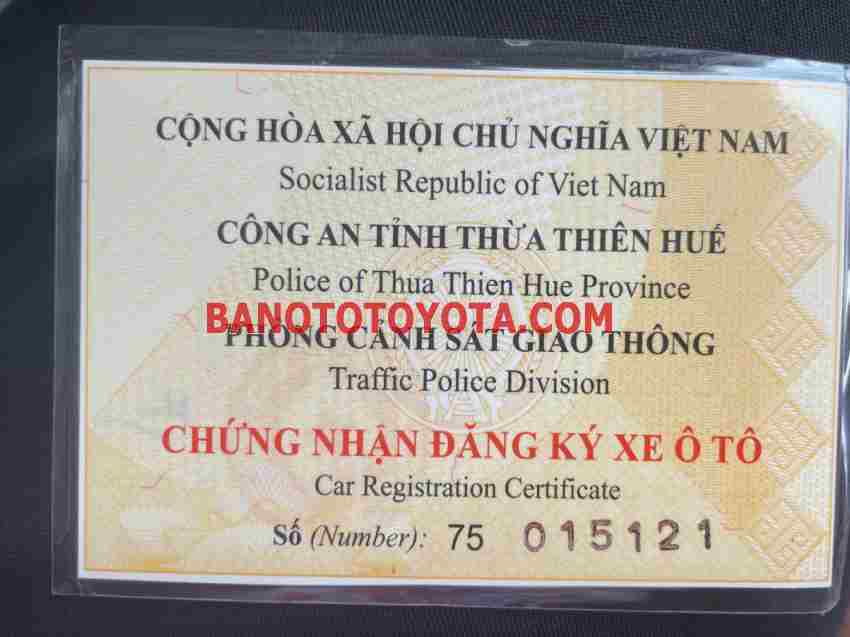 CỘNG HÒA XÃ HỘI CHỦ NGHĨA VIỆT NAM
Socialist Republic of Viet Nam
CÔNG AN TỈNH THỪA THIÊN HUẾ
Police of Thua Thien Hue Province
BANOTOTOYOTA.COM
PHÒNG CẢNH SÁT GIAO THÔNG
Traffic Police Division
CHỨNG NHẬN ĐĂNG KÝ XE Ô TÔ
Car Registration Certificate
Số (Number): 75 015121